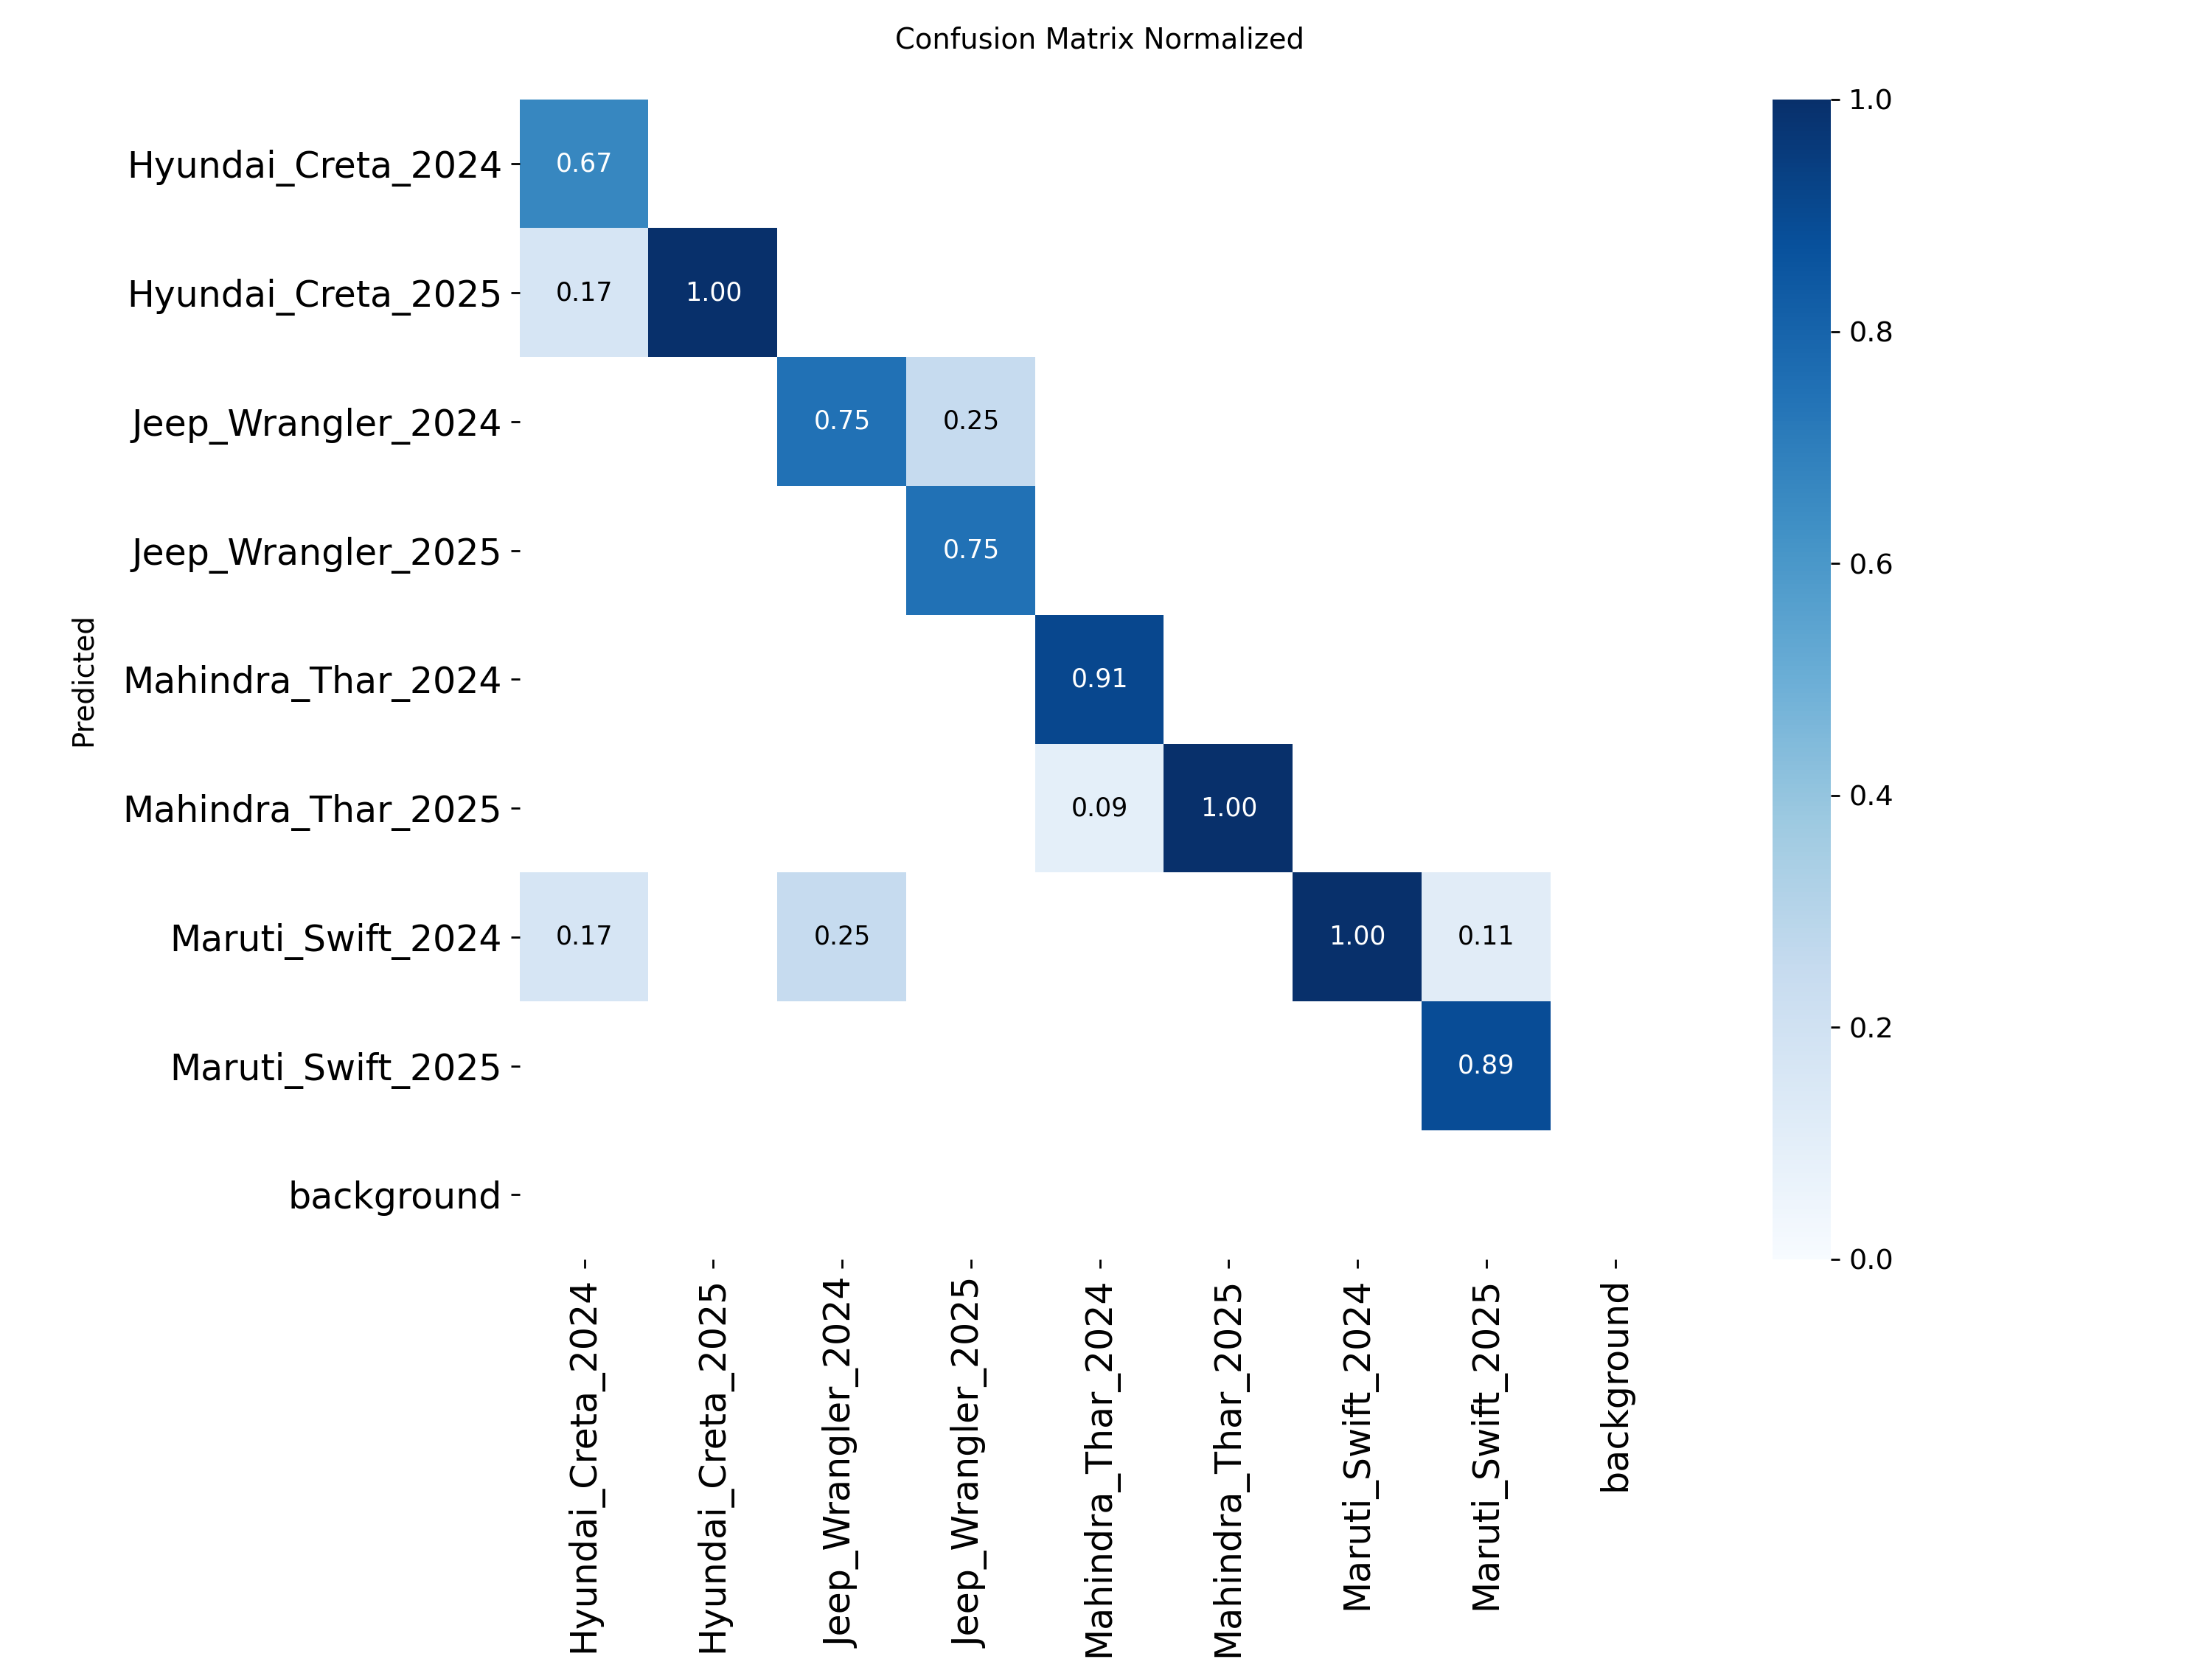 Confusion Matrix Normalized
Predicted
Hyundai_Creta_2024
0.67
Hyundai_Creta_2025
0.17 1.00
Jeep_Wrangler_2024
0.75 0.25
Jeep_Wrangler_2025
0.75
Mahindra_Thar_2024
0.91
Mahindra_Thar_2025
0.09 1.00
Maruti_Swift_2024
0.17 0.25 1.00 0.11
Maruti_Swift_2025
0.89
background
Hyundai_Creta_2024
Hyundai_Creta_2025
Jeep_Wrangler_2024
Jeep_Wrangler_2025
Mahindra_Thar_2024
Mahindra_Thar_2025
Maruti_Swift_2024
Maruti_Swift_2025
background
1.0
0.8
0.6
0.4
0.2
0.0